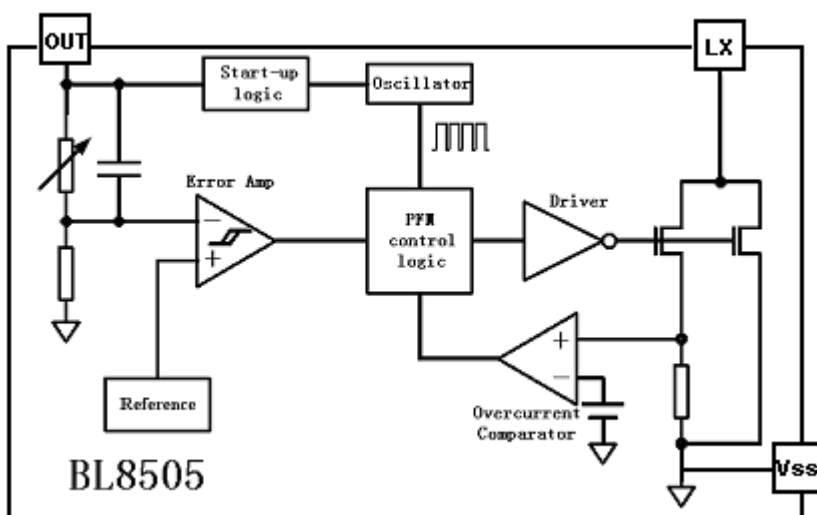 OUT
LX
Start-up
logic
Oscillator
Error Amp
PFM
control
logic
Driver
−
+
+
−
Reference
Overcurrent
Comparator
BL8505
Vss